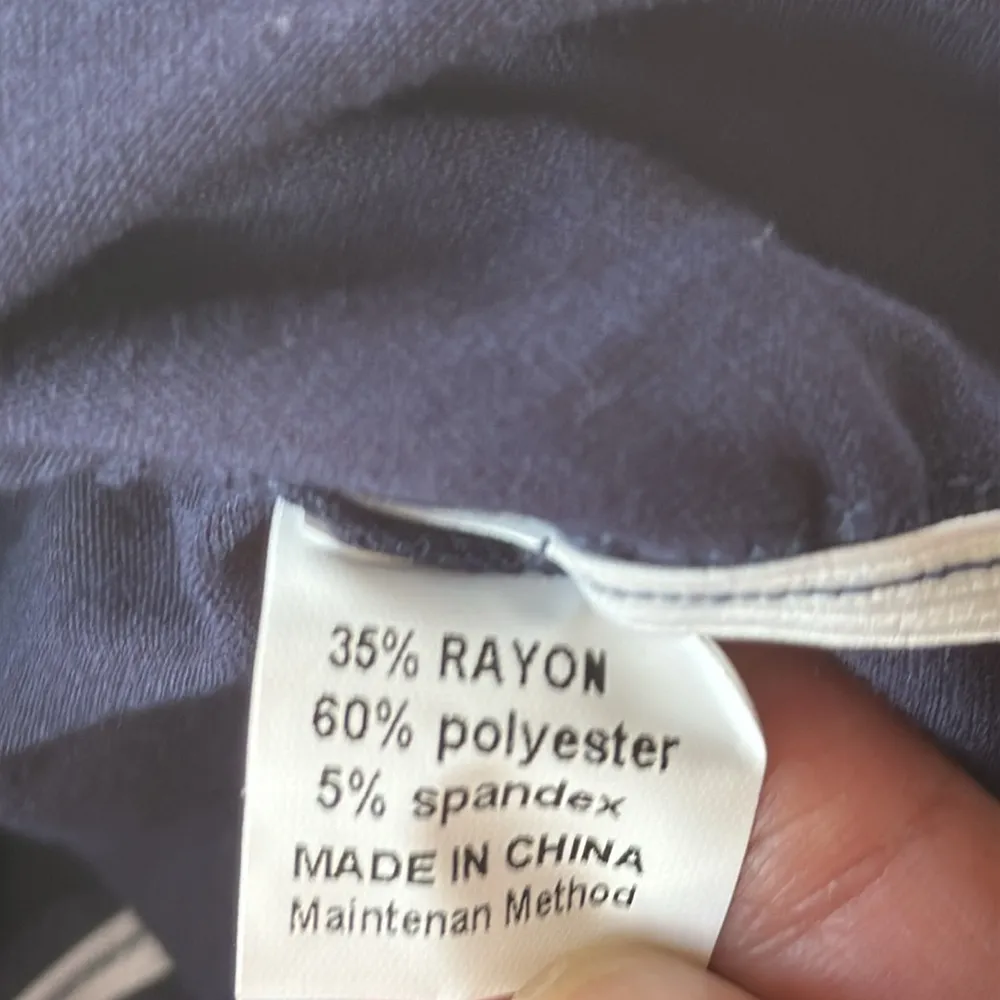 35% RAYON
60% polyester
5% spandex
MADE IN CHINA
Maintenan Method